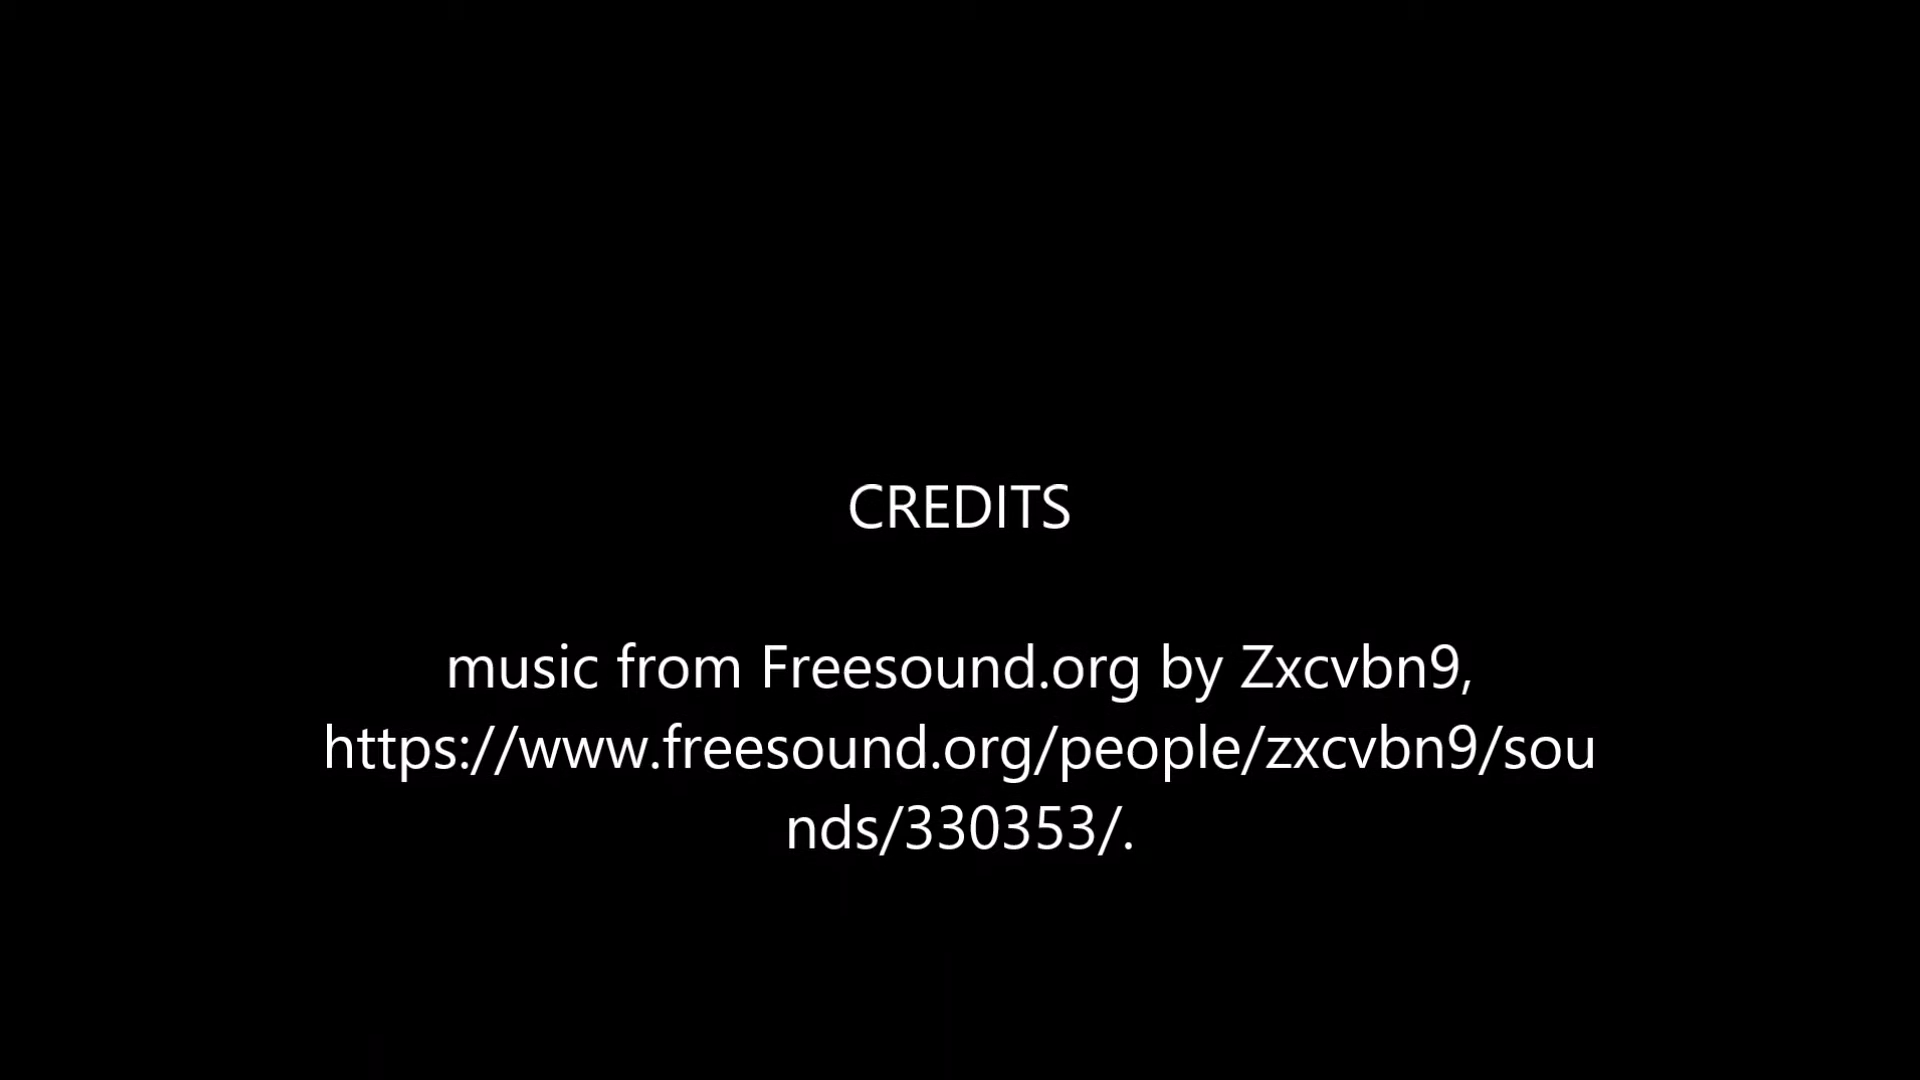 CREDITS
music from Freesound.org by Zxcvbn9,
https://www.freesound.org/people/zxcvbn9/sou
nds/330353/.